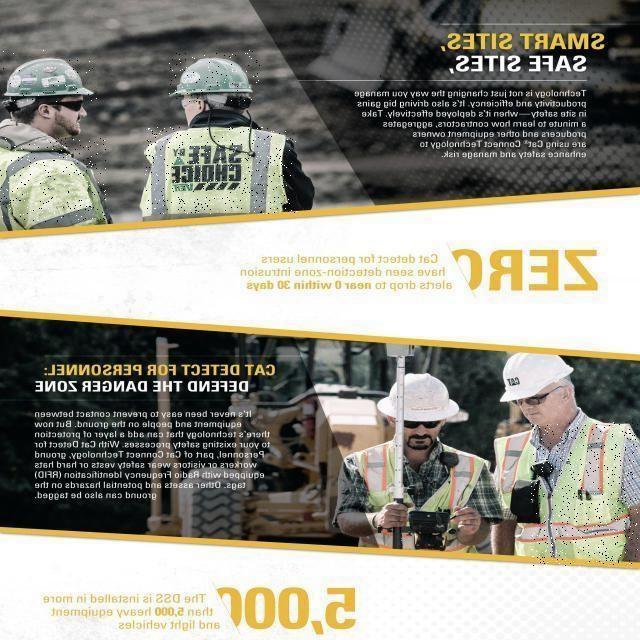 SMART SITES,
SAFE SITES,
Technology is not just changing the way you manage
productivity and efficiency. It's also driving big gains
in site safety—when it's deployed effectively. Take
a minute to learn how contractors, aggregates
producers and other equipment owners
are using Cat® Connect Technology to
enhance safety and manage risk.
SAFE BY
CHOICE
ZERO
Cat detect for personnel users
have seen detection-zone-intrusion
alerts drop to near 0 within 30 days
CAT DETECT FOR PERSONNEL:
DEFEND THE DANGER ZONE
It's never been easy to prevent contact between
equipment and people on the ground. But now
there's technology that can add a layer of protection
to your existing safety processes. With Cat Detect for
Personnel, part of Cat Connect Technology, ground
workers or visitors wear safety vests or hard hats
equipped with Radio Frequency Identification (RFID)
tags. Other assets and potential hazards on the
ground can also be tagged.
CAT
5,000
The DSS is installed in more
than 5,000 heavy equipment
and light vehicles